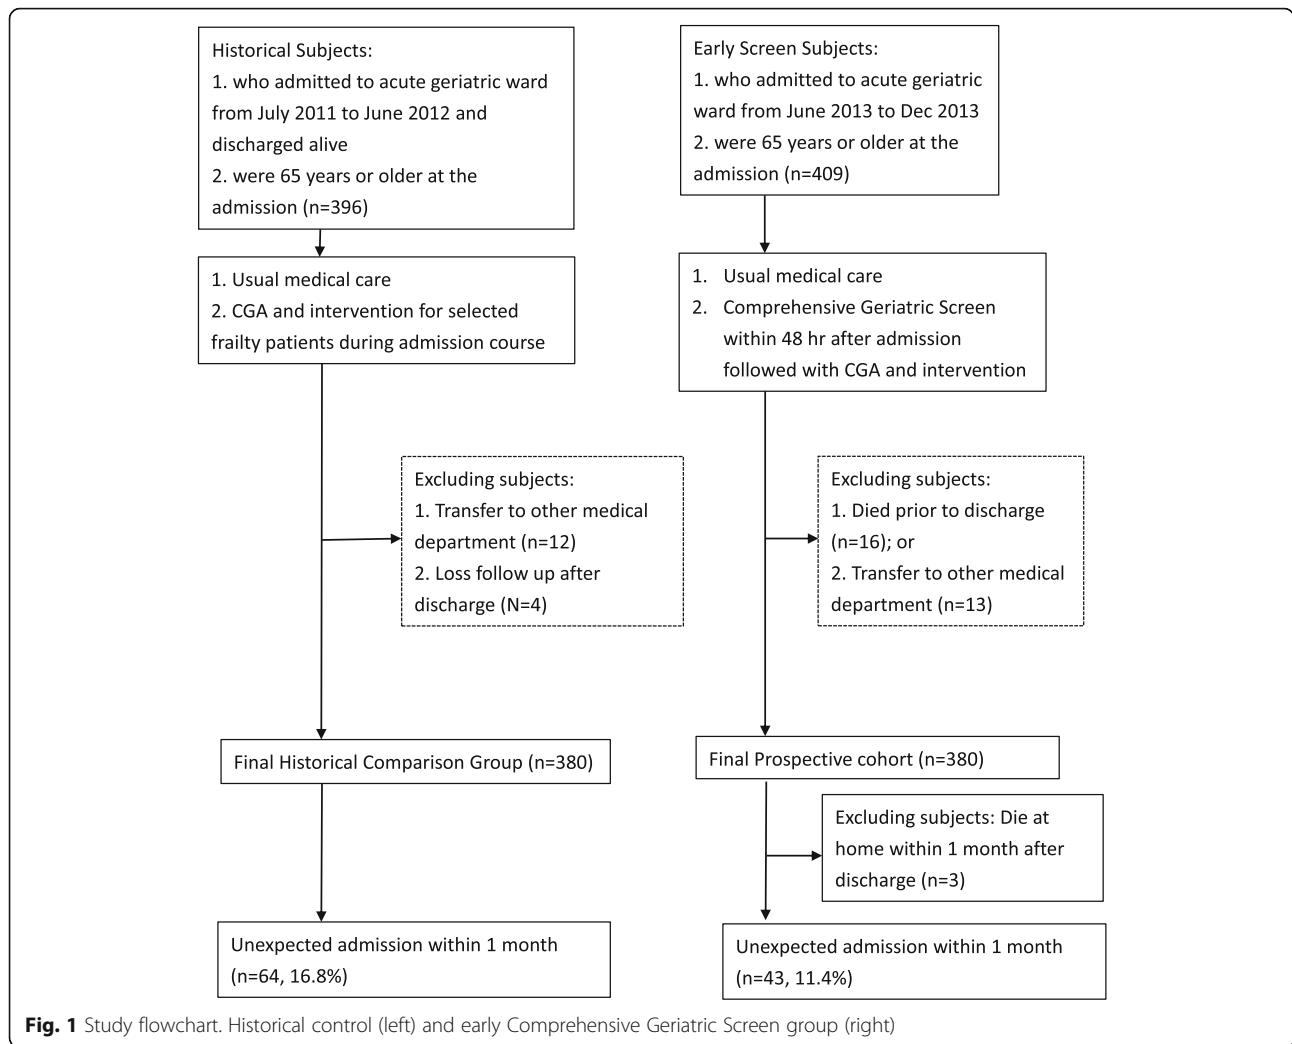 Historical Subjects:
1. who admitted to acute geriatric ward
from July 2011 to June 2012 and
discharged alive
2. were 65 years or older at the
admission (n=396)
Early Screen Subjects:
1. who admitted to acute geriatric
ward from June 2013 to Dec 2013
2. were 65 years or older at the
admission (n=409)
1. Usual medical care
2. CGA and intervention for selected
frailty patients during admission course
1. Usual medical care
2. Comprehensive Geriatric Screen
within 48 hr after admission
followed with CGA and intervention
Excluding subjects:
1. Transfer to other medical
department (n=12)
2. Loss follow up after
discharge (N=4)
Excluding subjects:
1. Died prior to discharge
(n=16); or
2. Transfer to other medical
department (n=13)
Final Historical Comparison Group (n=380)
Final Prospective cohort (n=380)
Excluding subjects: Die at
home within 1 month after
discharge (n=3)
Unexpected admission within 1 month
(n=64, 16.8%)
Unexpected admission within 1 month
(n=43, 11.4%)
Fig. 1 Study flowchart. Historical control (left) and early Comprehensive Geriatric Screen group (right)